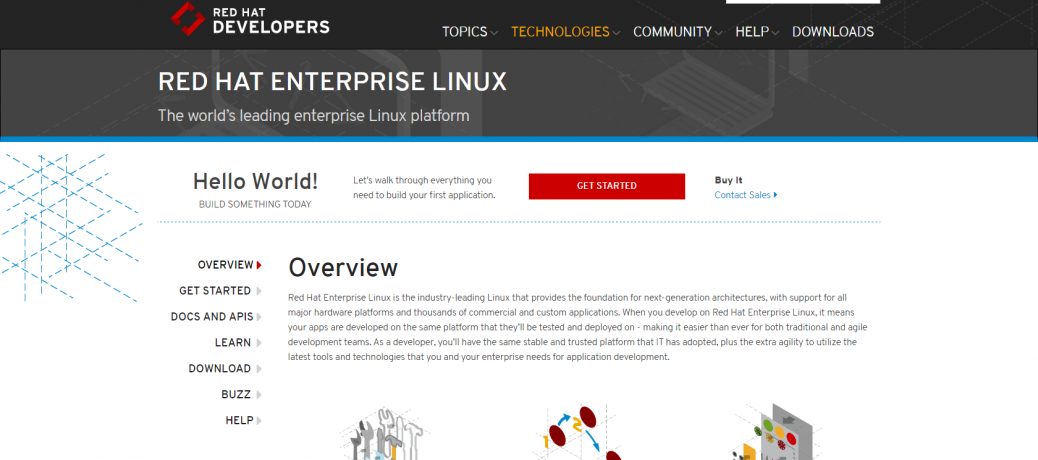 RED HAT
DEVELOPERS
TOPICS TECHNOLOGIES COMMUNITY HELP DOWNLOADS
RED HAT ENTERPRISE LINUX
The world's leading enterprise Linux platform
Hello World!
BUILD SOMETHING TODAY
Let's walk through everything you
need to build your first application.
GET STARTED
Buy It
Contact Sales
OVERVIEW
GET STARTED
DOCS AND APIS
LEARN
DOWNLOAD
BUZZ
HELP
Overview
Red Hat Enterprise Linux is the industry-leading Linux that provides the foundation for next-generation architectures, with support for all
major hardware platforms and thousands of commercial and custom applications. When you develop on Red Hat Enterprise Linux, it means
your apps are developed on the same platform that they'll be tested and deployed on - making it easier than ever for both traditional and agile
development teams. As a developer, you'll have the same stable and trusted platform that IT has adopted, plus the extra agility to utilize the
latest tools and technologies that you and your enterprise needs for application development.
1
2